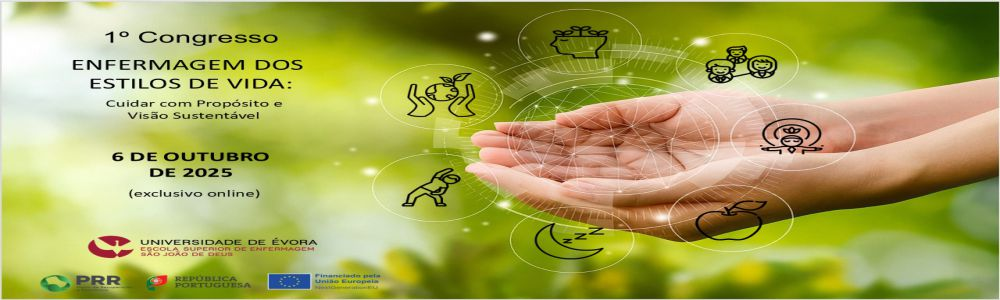 1º Congresso
ENFERMAGEM DOS
ESTILOS DE VIDA:
Cuidar com Propósito e
Visão Sustentável
6 DE OUTUBRO
DE 2025
(exclusivo online)
UNIVERSIDADE DE ÉVORA
ESCOLA SUPERIOR DE ENFERMAGEM
SÃO JOÃO DE DEUS
PRR
REPÚBLICA
PORTUGUESA
Financiado pela
União Europeia
NextGenerationEU
z z z